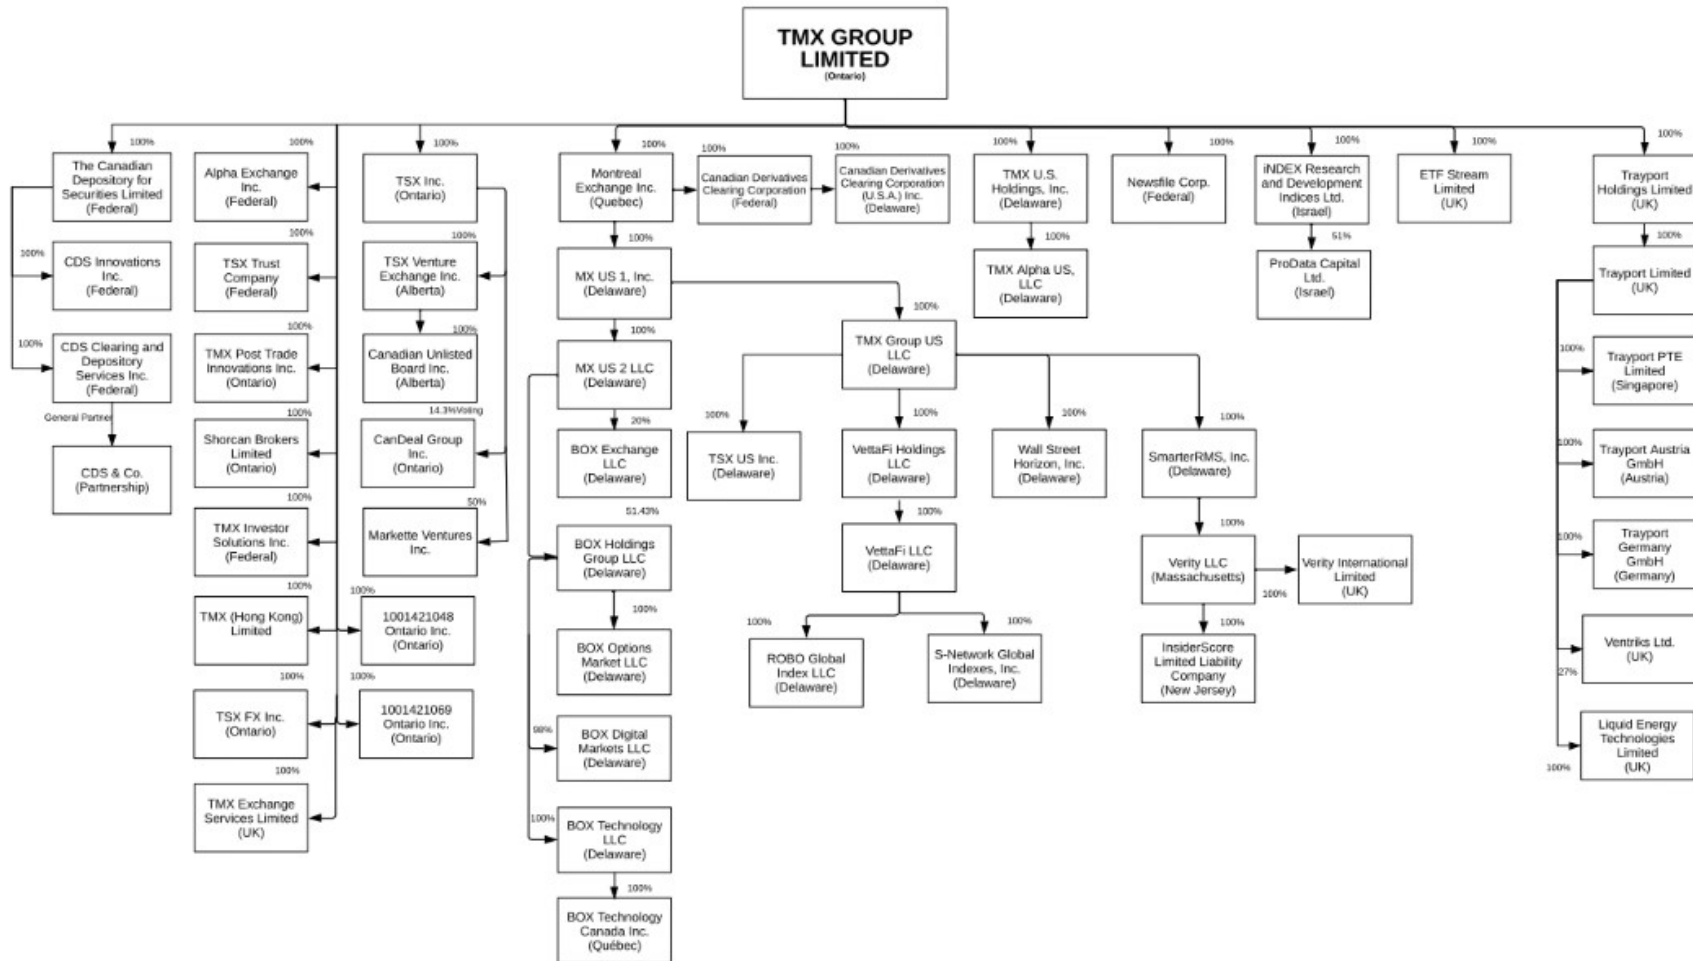 TMX GROUP
LIMITED
(Ontario)
100%
The Canadian
Depository for
Securities Limited
(Federal)
100%
CDS Innovations
Inc.
(Federal)
100%
CDS Clearing and
Depository
Services Inc.
(Federal)
General Partner
CDS & Co.
(Partnership)
100%
Alpha Exchange
Inc.
(Federal)
100%
TSX Trust
Company
(Federal)
100%
TMX Post Trade
Innovations Inc.
(Ontario)
100%
Shorcan Brokers
Limited
(Ontario)
100%
TMX Investor
Solutions Inc.
(Federal)
100%
TMX (Hong Kong)
Limited
100%
TSX FX Inc.
(Ontario)
100%
TMX Exchange
Services Limited
(UK)
100%
TSX Inc.
(Ontario)
100%
TSX Venture
Exchange Inc.
(Alberta)
100%
Canadian Unlisted
Board Inc.
(Alberta)
14.3%Voting
CanDeal Group
Inc.
(Ontario)
50%
Markette Ventures
Inc.
100%
1001421048
Ontario Inc.
(Ontario)
100%
1001421069
Ontario Inc.
(Ontario)
100%
Montreal
Exchange Inc.
(Quebec)
100%
Canadian Derivatives
Clearing Corporation
(Federal)
100%
Canadian Derivatives
Clearing Corporation
(U.S.A.) Inc.
(Delaware)
100%
MX US 1, Inc.
(Delaware)
100%
MX US 2 LLC
(Delaware)
20%
BOX Exchange
LLC
(Delaware)
51.43%
BOX Holdings
Group LLC
(Delaware)
100%
BOX Options
Market LLC
(Delaware)
98%
BOX Digital
Markets LLC
(Delaware)
100%
BOX Technology
LLC
(Delaware)
100%
BOX Technology
Canada Inc.
(Québec)
100%
TMX Group US
LLC
(Delaware)
100%
TSX US Inc.
(Delaware)
100%
VettaFi Holdings
LLC
(Delaware)
100%
VettaFi LLC
(Delaware)
100%
ROBO Global
Index LLC
(Delaware)
100%
S-Network Global
Indexes, Inc.
(Delaware)
100%
Wall Street
Horizon, Inc.
(Delaware)
100%
SmarterRMS, Inc.
(Delaware)
100%
Verity LLC
(Massachusetts)
100%
Verity International
Limited
(UK)
100%
InsiderScore
Limited Liability
Company
(New Jersey)
100%
TMX U.S.
Holdings, Inc.
(Delaware)
100%
TMX Alpha US,
LLC
(Delaware)
100%
Newsfile Corp.
(Federal)
100%
iNDEX Research
and Development
Indices Ltd.
(Israel)
51%
ProData Capital
Ltd.
(Israel)
100%
ETF Stream
Limited
(UK)
100%
Trayport
Holdings Limited
(UK)
100%
Trayport Limited
(UK)
100%
Trayport PTE
Limited
(Singapore)
100%
Trayport Austria
GmbH
(Austria)
100%
Trayport
Germany
GmbH
(Germany)
Ventriks Ltd.
(UK)
27%
Liquid Energy
Technologies
Limited
(UK)
100%